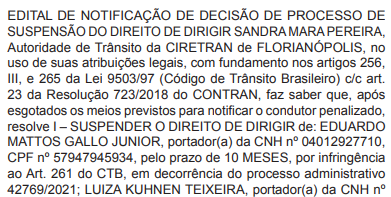 EDITAL DE NOTIFICAÇÃO DE DECISÃO DE PROCESSO DE
SUSPENSÃO DO DIREITO DE DIRIGIR SANDRA MARA PEREIRA,
Autoridade de Trânsito da CIRETRAN de FLORIANÓPOLIS, no
uso de suas atribuições legais, com fundamento nos artigos 256,
III, e 265 da Lei 9503/97 (Código de Trânsito Brasileiro) c/c art.
23 da Resolução 723/2018 do CONTRAN, faz saber que, após
esgotados os meios previstos para notificar o condutor penalizado,
resolve I – SUSPENDER O DIREITO DE DIRIGIR de: EDUARDO
MATTOS GALLO JUNIOR, portador(a) da CNH nº 04012927710,
CPF nº 57947945934, pelo prazo de 10 MESES, por infringência
ao Art. 261 do CTB, em decorrência do processo administrativo
42769/2021; LUIZA KUHNEN TEIXEIRA, portador(a) da CNH nº